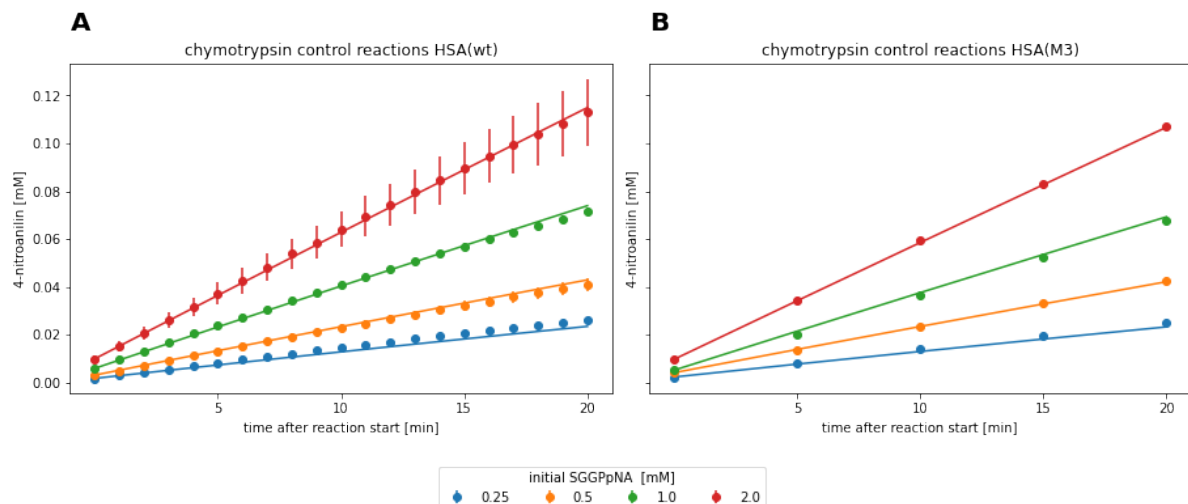 A
B
chymotrypsin control reactions HSA(wt)
chymotrypsin control reactions HSA(M3)
4-nitroanilin [mM]
0.12
0.10
0.08
0.06
0.04
0.02
0.00
5
10
15
20
time after reaction start [min]
4-nitroanilin [mM]
5
10
15
20
time after reaction start [min]
initial SGGPpNA [mM]
0.25 0.5 1.0 2.0